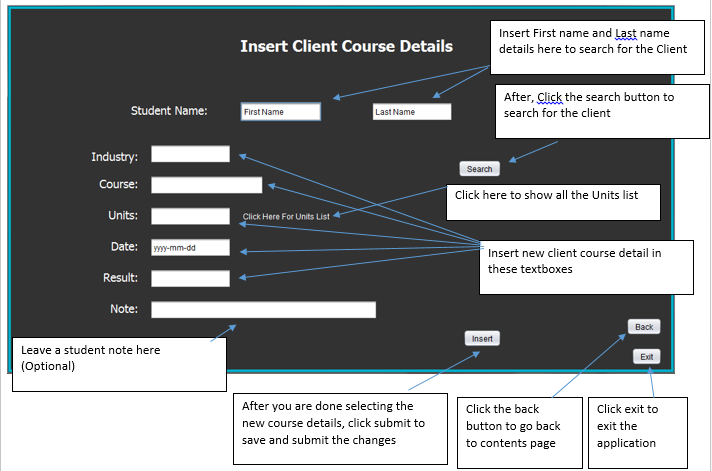 Insert Client Course Details
Insert First name and Last name
details here to search for the Client
Student Name:
First Name
Last Name
After, Click the search button to
search for the client
Industry:
Search
Course:
Click here to show all the Units list
Units:
Click Here For Units List
Date:
yyyy-mm-dd
Insert new client course detail in
these textboxes
Result:
Note:
Back
Insert
Exit
Leave a student note here
(Optional)
After you are done selecting the
new course details, click submit to
save and submit the changes
Click the back
button to go back
to contents page
Click exit to
exit the
application